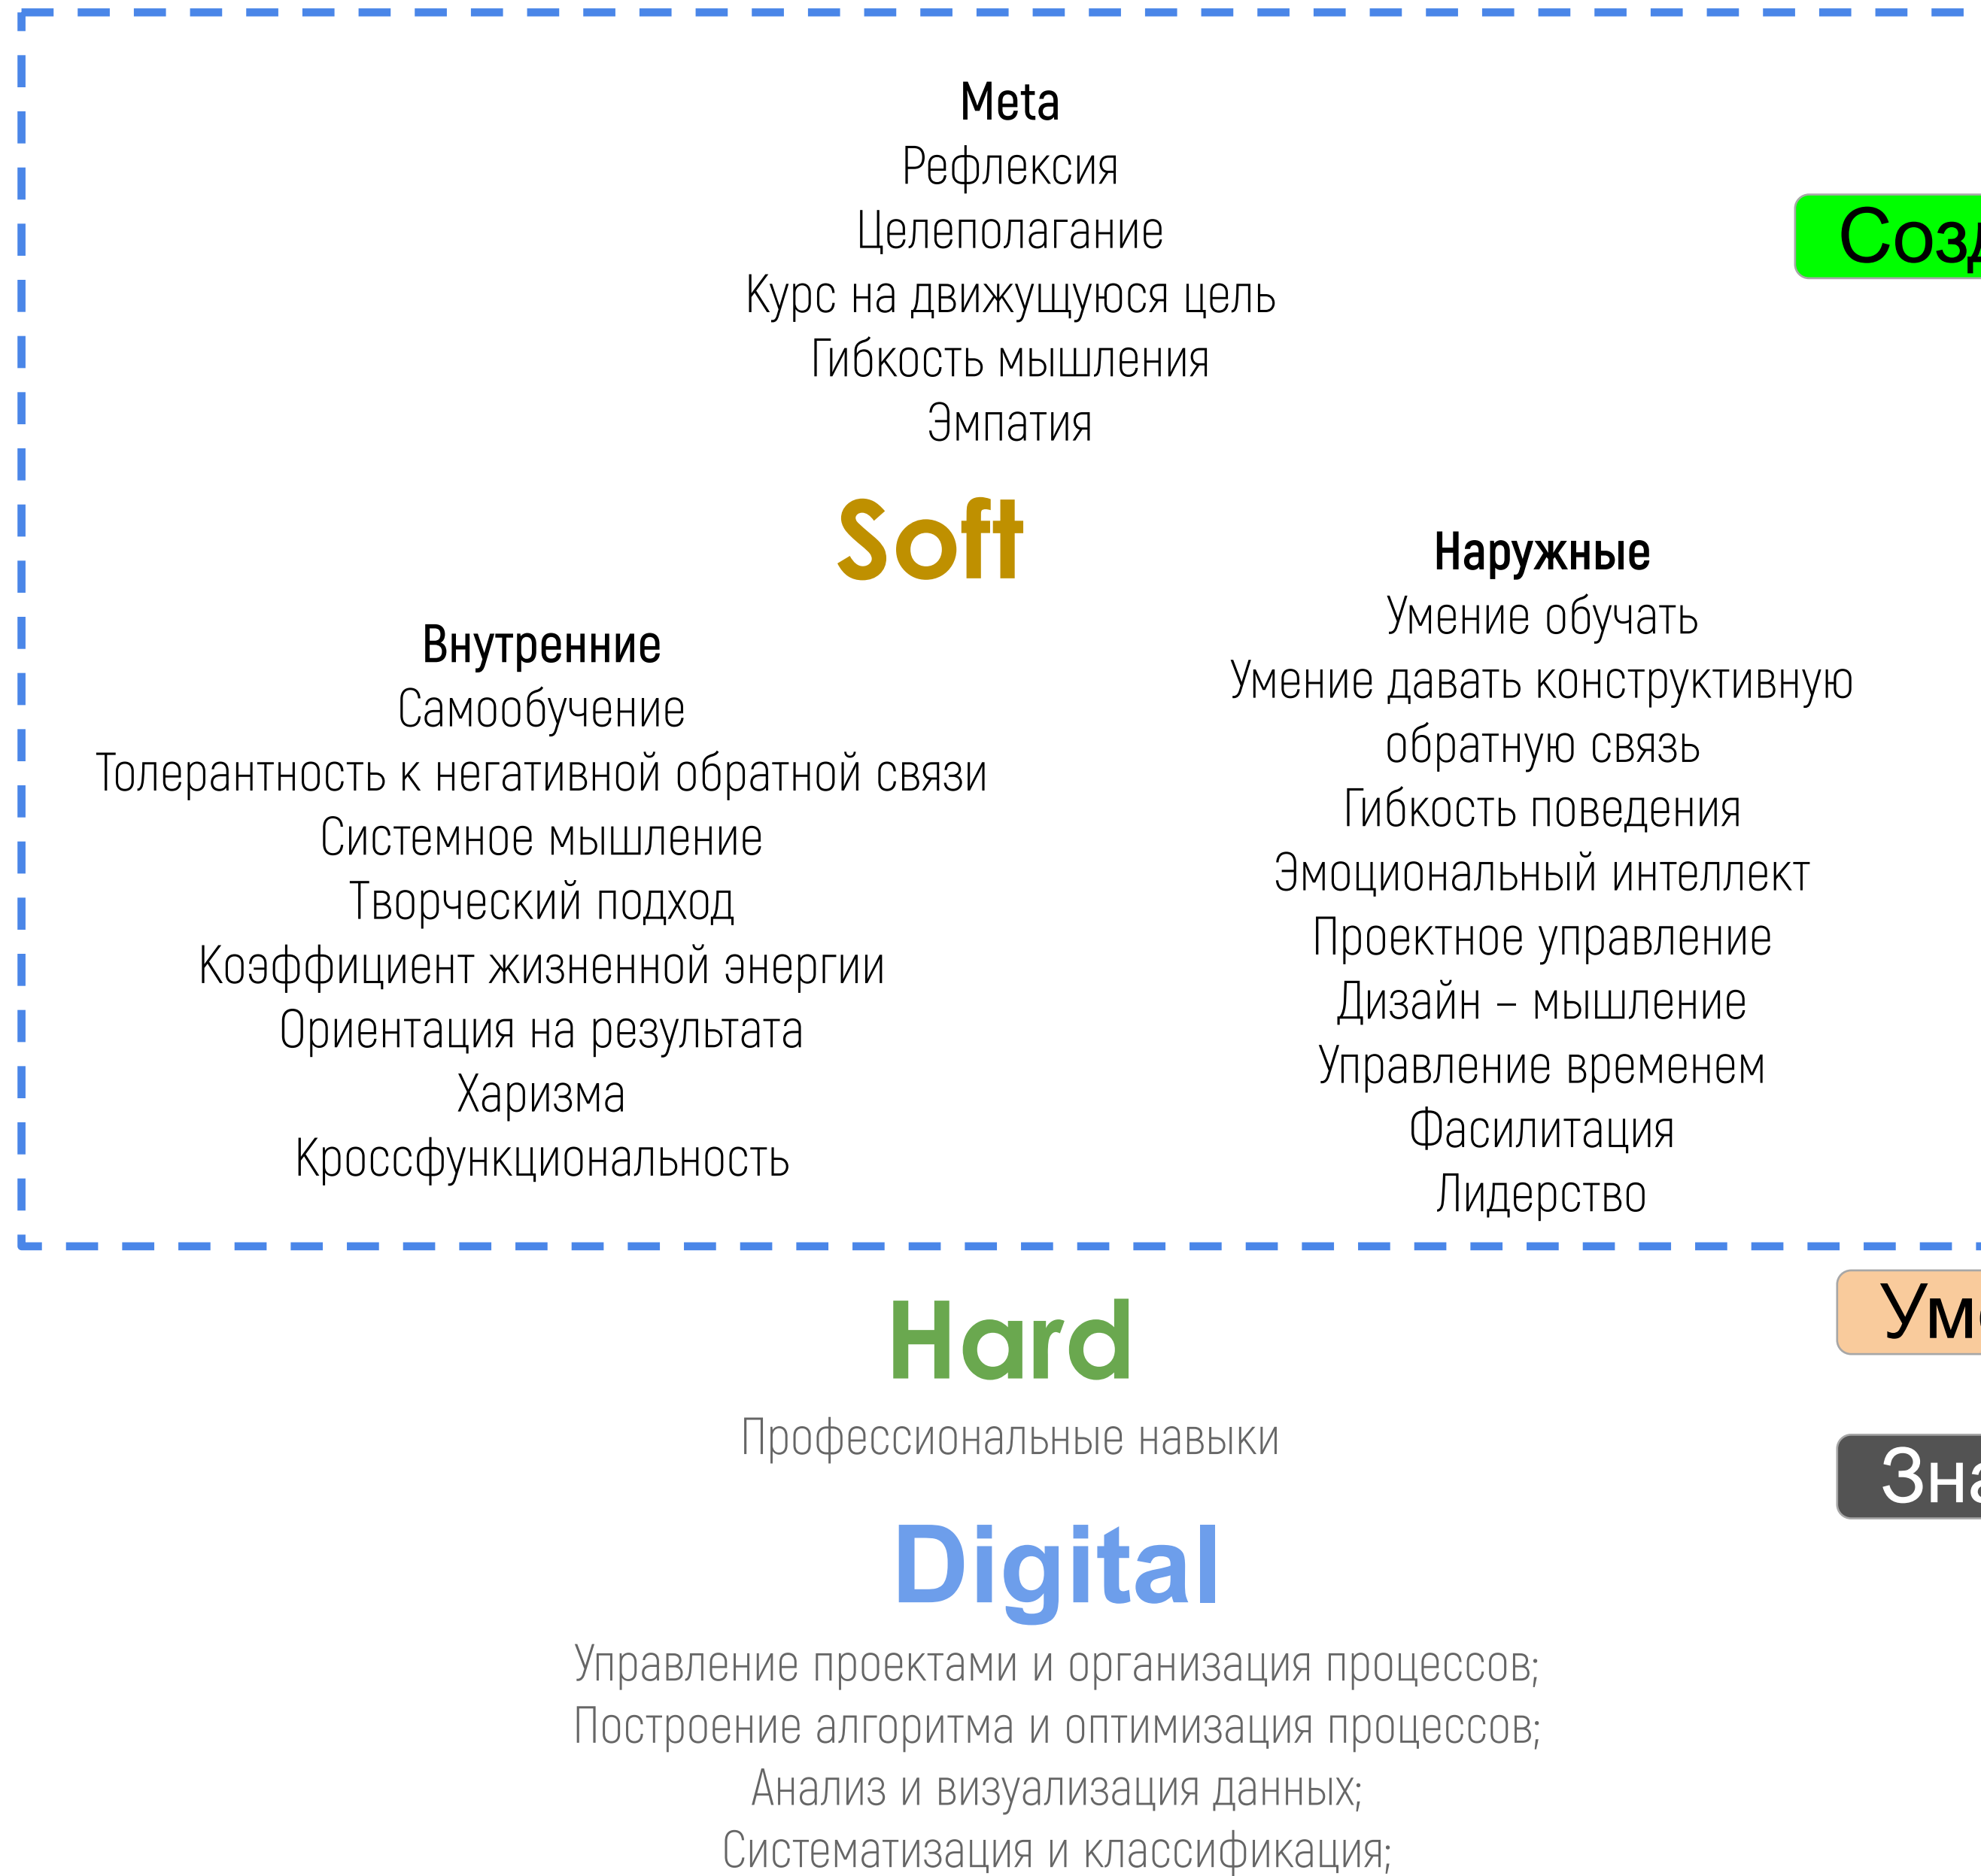 Meta
Рефлексия
Целеполагание
Курс на движущуюся цель
Гибкость мышления
Эмпатия
Созд
Soft
Внутренние
Самообучение
Толерантность к негативной обратной связи
Системное мышление
Творческий подход
Коэффициент жизненной энергии
Ориентация на результата
Харизма
Кроссфункциональность
Наружные
Умение обучать
Умение давать конструктивную
обратную связь
Гибкость поведения
Эмоциональный интеллект
Проектное управление
Дизайн – мышление
Управление временем
Фасилитация
Лидерство
Hard
Профессиональные навыки
Уме
Зна
Digital
Управление проектами и организация процессов;
Построение алгоритма и оптимизация процессов;
Анализ и визуализация данных;
Систематизация и классификация;